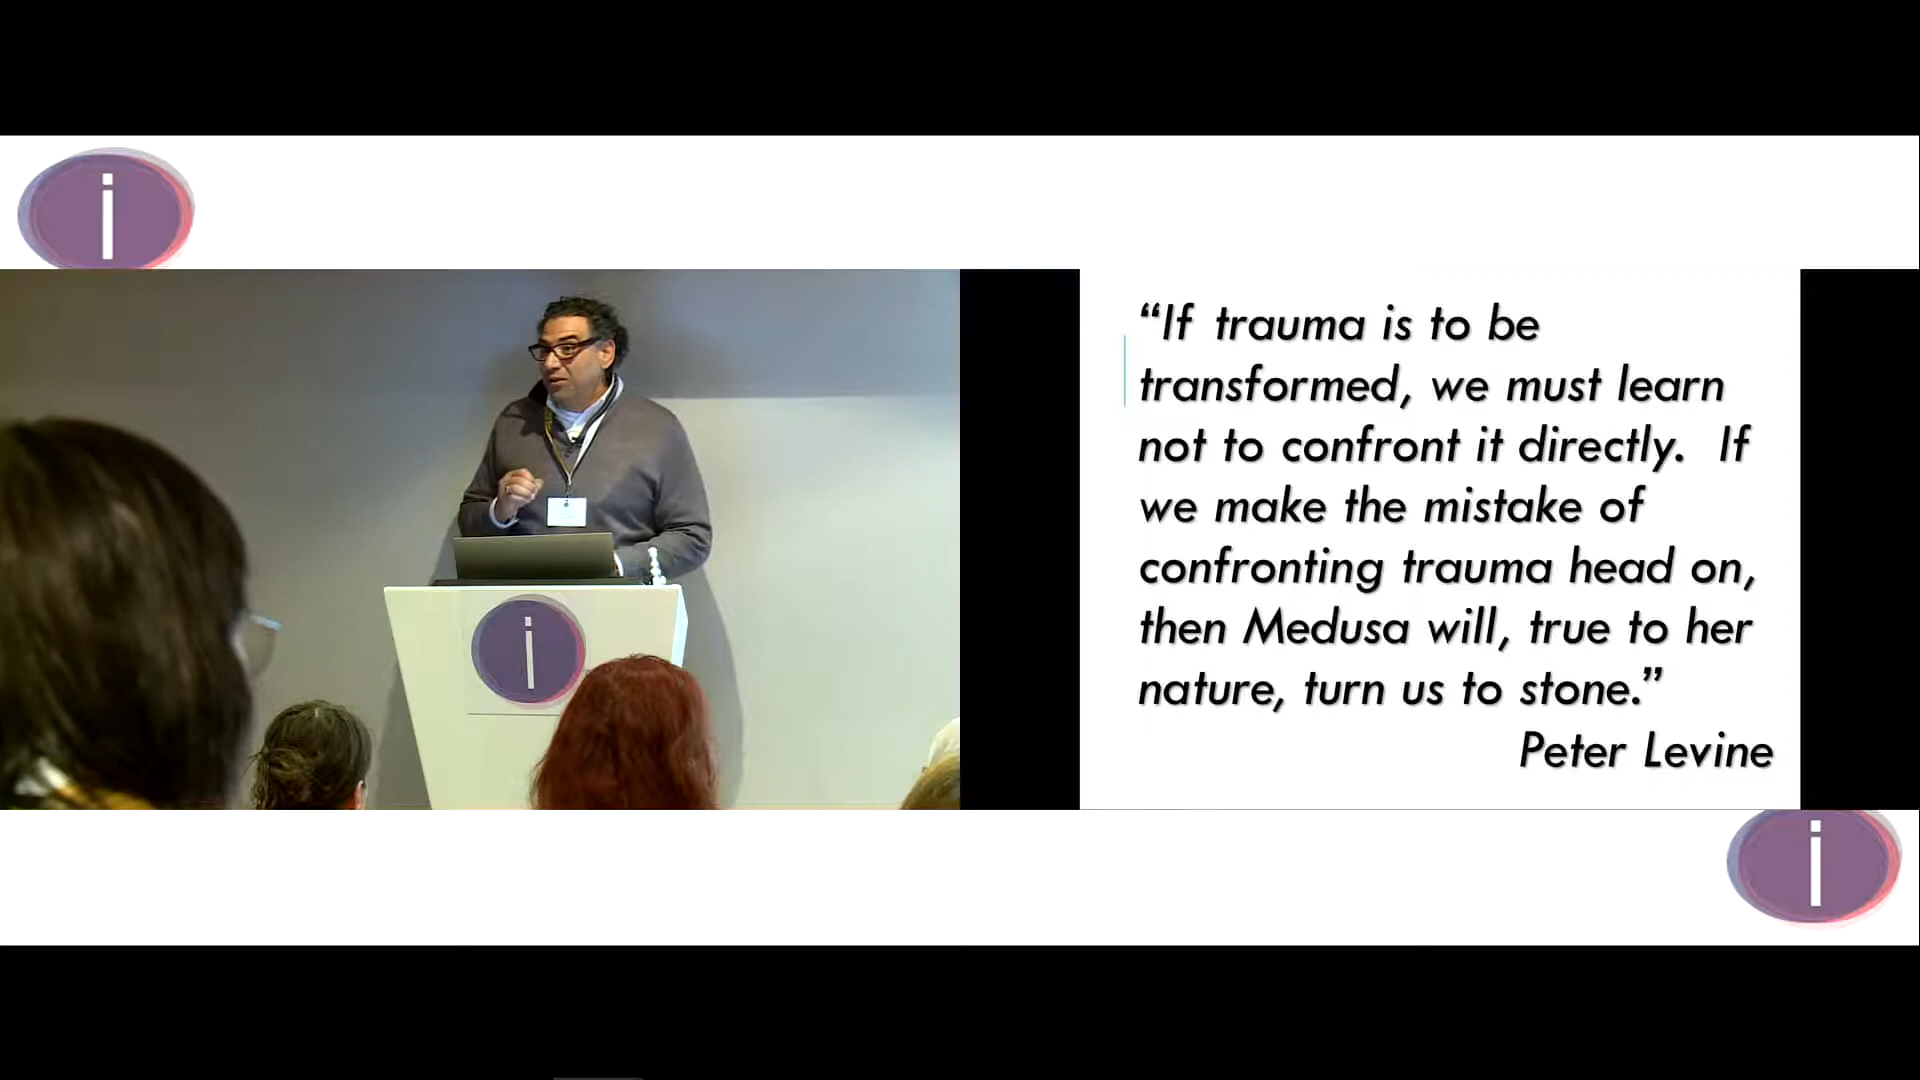 i
“If trauma is to be
transformed, we must learn
not to confront it directly.  If
we make the mistake of
confronting trauma head on,
then Medusa will, true to her
nature, turn us to stone.”
Peter Levine
i
i